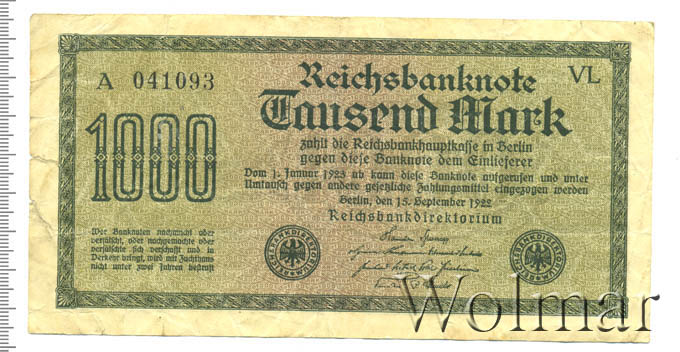 A 041093
VL
1000
Reichsbanknote
Tausend Mark
zahlt die Reichsbankhauptkasse in Berlin
gegen diese Banknote dem Einlieferer
Vom 1. Januar 1923 ab kann diese Banknote aufgerufen und unter
Umtausch gegen andere gesetzliche Zahlungsmittel eingezogen werden
Berlin, den 15. September 1922
Reichsbankdirektorium
Wer Banknoten nachmacht oder
verfälscht, oder nachgemachte oder
verfälschte sich verschafft und in
Verkehr bringt, wird mit Zuchthaus
nicht unter zwei Jahren bestraft
REICHSBANKDIREKTORIUM
REICHSBANKDIREKTORIUM
Wolmar